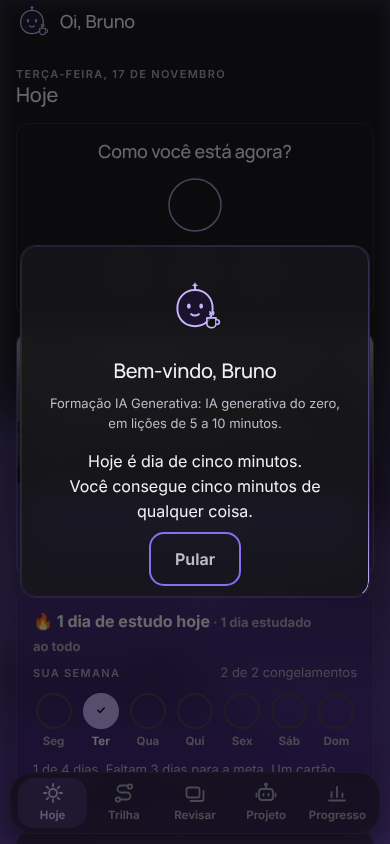 Oi, Bruno
TERÇA-FEIRA, 17 DE NOVEMBRO
Hoje
Como você está agora?
Bem-vindo, Bruno
Formação IA Generativa: IA generativa do zero,
em lições de 5 a 10 minutos.
Hoje é dia de cinco minutos.
Você consegue cinco minutos de
qualquer coisa.
Pular
🔥 1 dia de estudo hoje · 1 dia estudado
ao todo
SUA SEMANA 2 de 2 congelamentos
Seg Ter Qua Qui Sex Sáb Dom
1 de 4 dias. Faltam 3 dias para a meta. Um cartão
Hoje Trilha Revisar Projeto Progresso